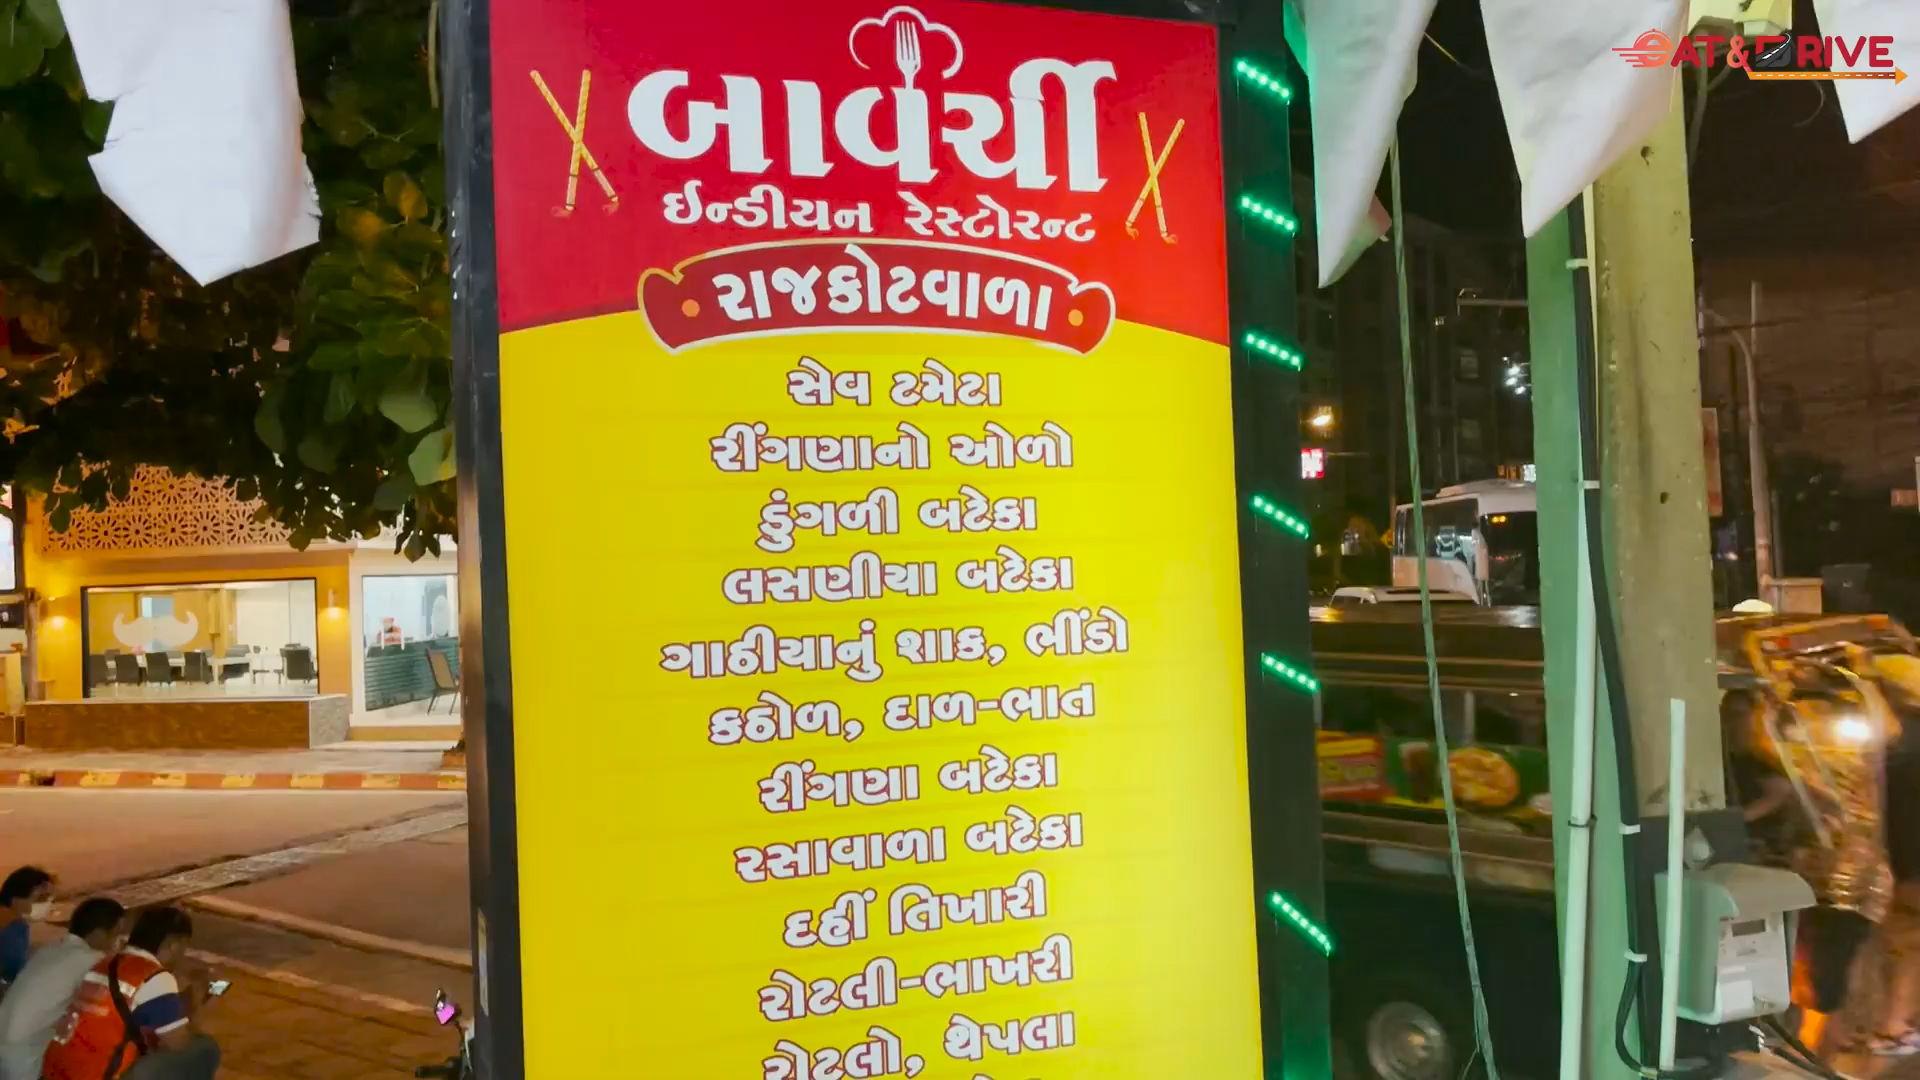 EAT&DRIVE
બાવર્ચી
ઇન્ડીયન રેસ્ટોરન્ટ
રાજકોટવાળા
સેવ ટમેટા
રીંગણાનો ઓળો
ડુંગળી બટેકા
લસણીયા બટેકા
ગાઠીયાનું શાક, ભીંડો
કઠોળ, દાળ-ભાત
રીંગણા બટેકા
રસાવાળા બટેકા
દહીં તિખારી
રોટલી-ભાખરી
રોટલો, થેપલા